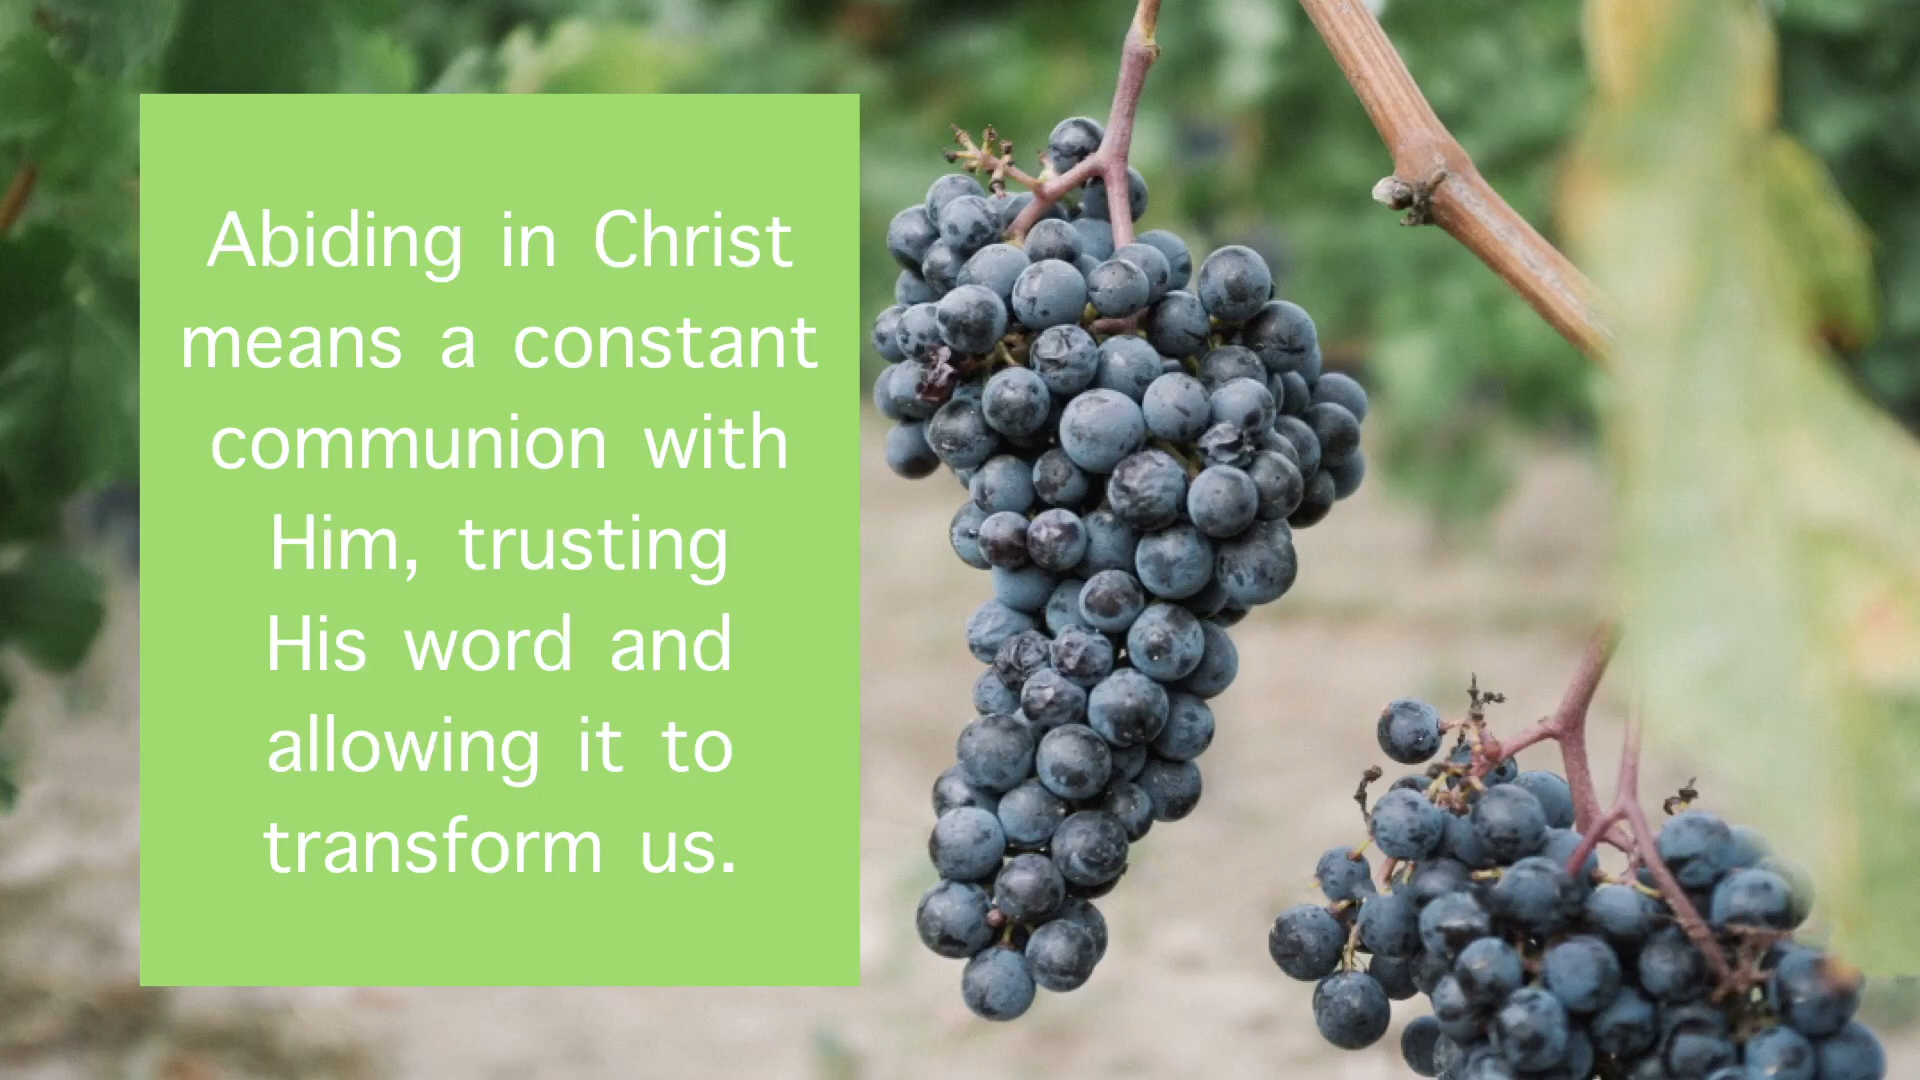 Abiding in Christ
means a constant
communion with
Him, trusting
His word and
allowing it to
transform us.